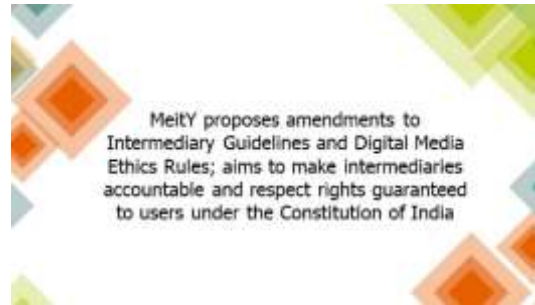 MeitY proposes amendments to
Intermediary Guidelines and Digital Media
Ethics Rules; aims to make intermediaries
accountable and respect rights guaranteed
to users under the Constitution of India